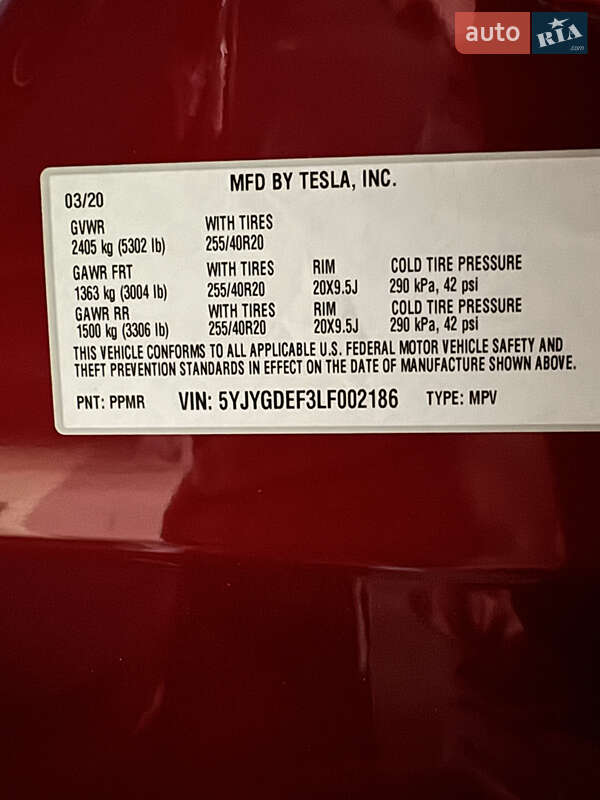 auto RIA .com
MFD BY TESLA, INC.
03/20
GVWR WITH TIRES
2405 kg (5302 lb) 255/40R20
GAWR FRT WITH TIRES RIM COLD TIRE PRESSURE
1363 kg (3004 lb) 255/40R20 20X9.5J 290 kPa, 42 psi
GAWR RR WITH TIRES RIM COLD TIRE PRESSURE
1500 kg (3306 lb) 255/40R20 20X9.5J 290 kPa, 42 psi
THIS VEHICLE CONFORMS TO ALL APPLICABLE U.S. FEDERAL MOTOR VEHICLE SAFETY AND
THEFT PREVENTION STANDARDS IN EFFECT ON THE DATE OF MANUFACTURE SHOWN ABOVE.
PNT: PPMR VIN: 5YJYGDEF3LF002186 TYPE: MPV